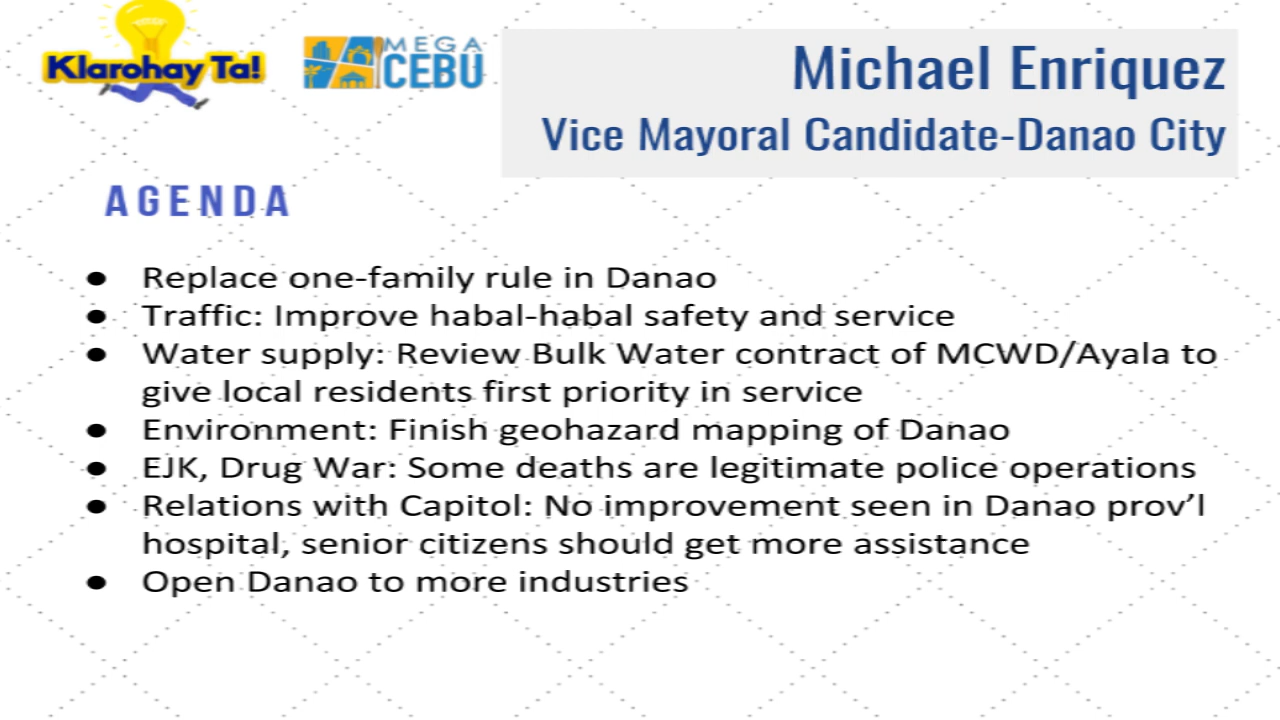 Klarohay Ta!
MEGA
CEBU
Michael Enriquez
Vice Mayoral Candidate-Danao City
AGENDA
● Replace one-family rule in Danao
● Traffic: Improve habal-habal safety and service
● Water supply: Review Bulk Water contract of MCWD/Ayala to
give local residents first priority in service
● Environment: Finish geohazard mapping of Danao
● EJK, Drug War: Some deaths are legitimate police operations
● Relations with Capitol: No improvement seen in Danao prov’l
hospital, senior citizens should get more assistance
● Open Danao to more industries